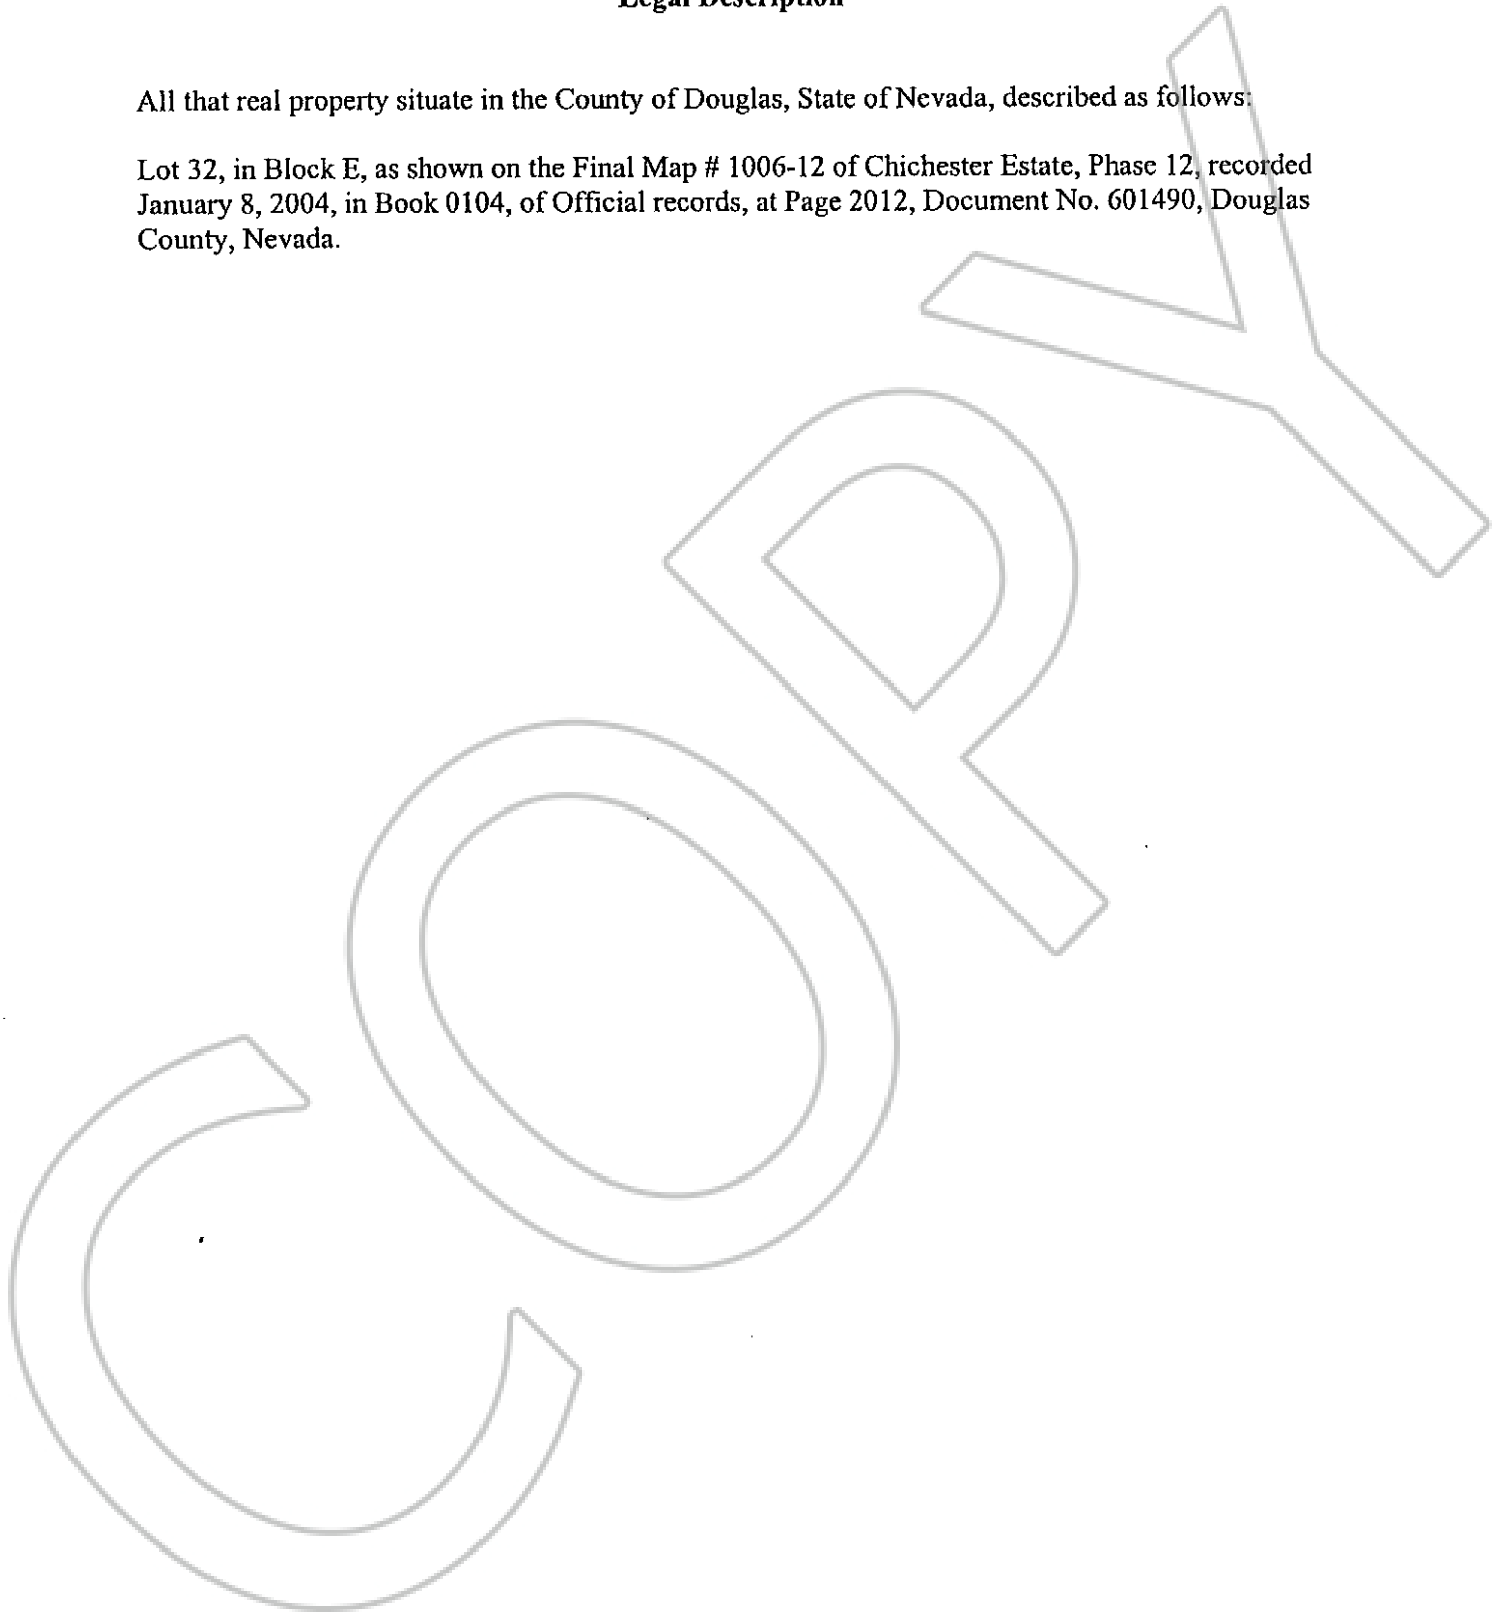 Legal Description
All that real property situate in the County of Douglas, State of Nevada, described as follows:
Lot 32, in Block E, as shown on the Final Map # 1006-12 of Chichester Estate, Phase 12, recorded
January 8, 2004, in Book 0104, of Official records, at Page 2012, Document No. 601490, Douglas
County, Nevada.
COPY